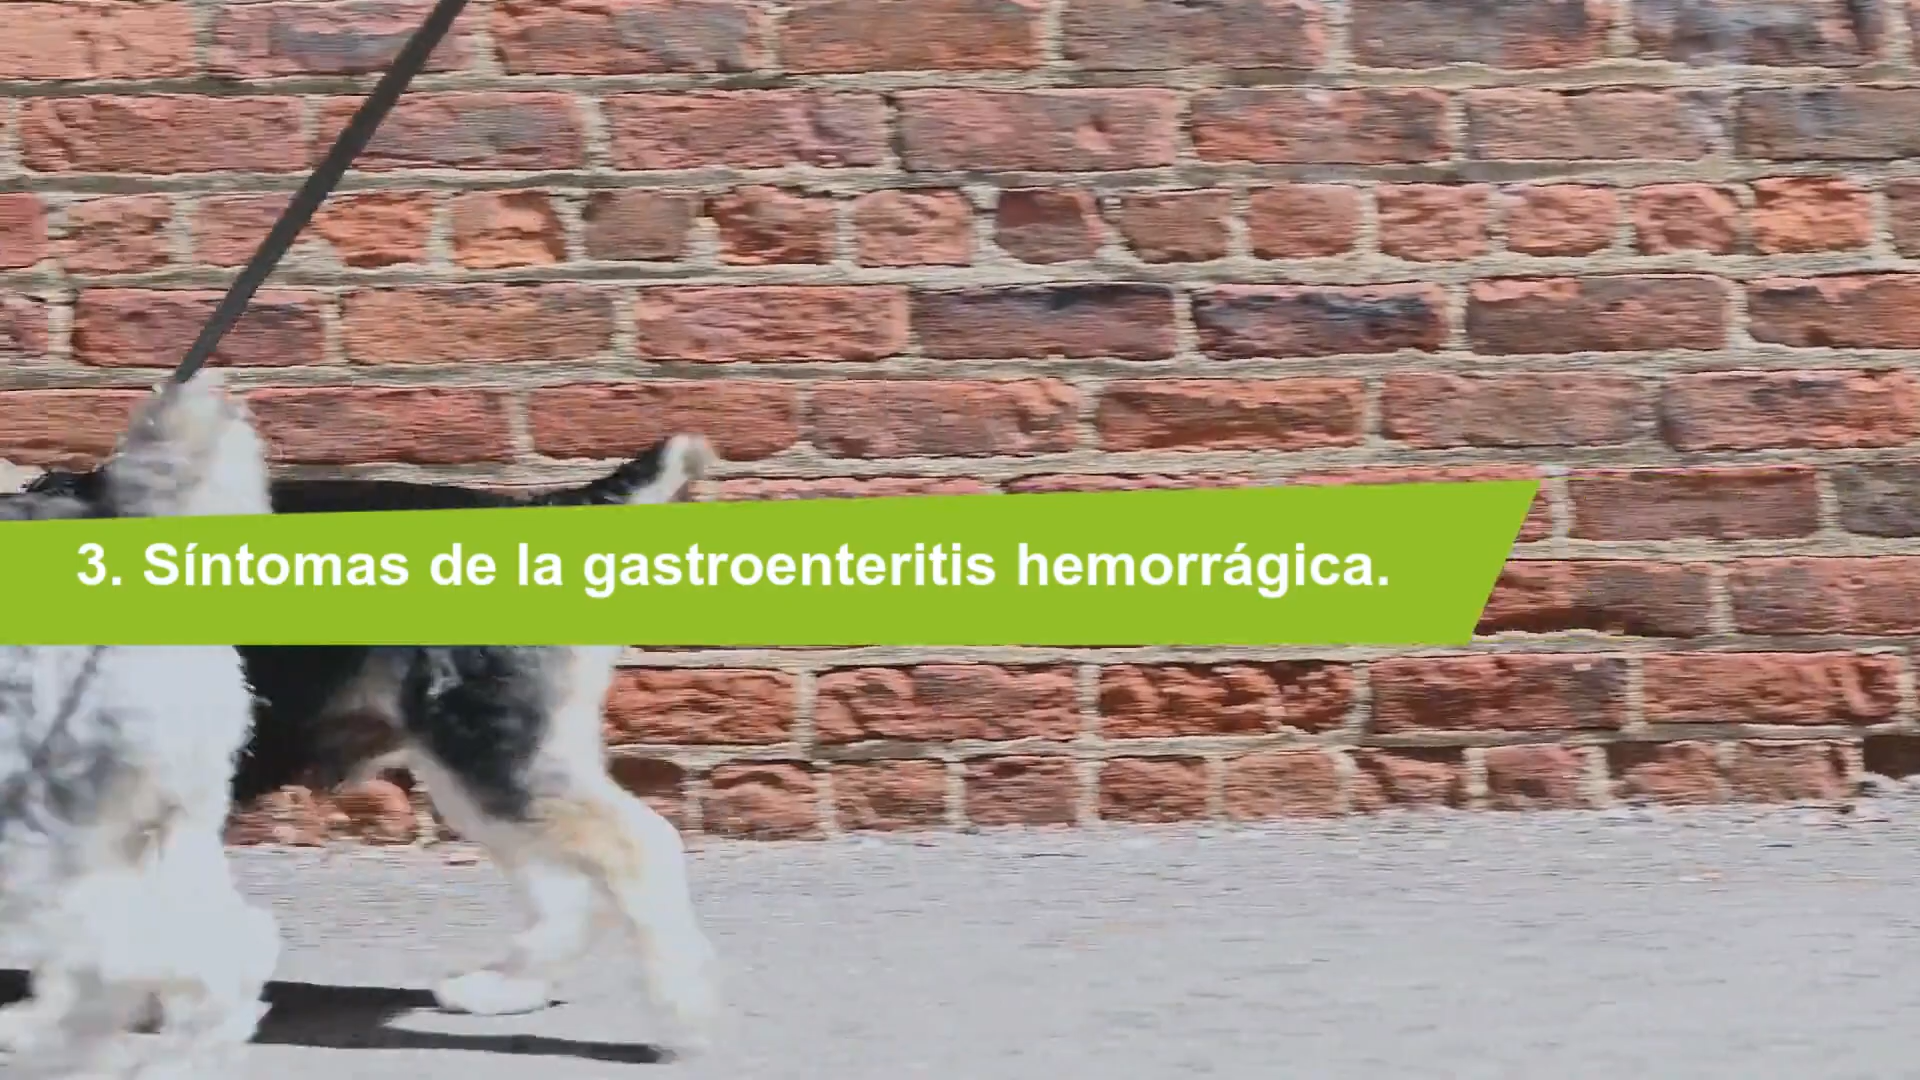 3. Síntomas de la gastroenteritis hemorrágica.